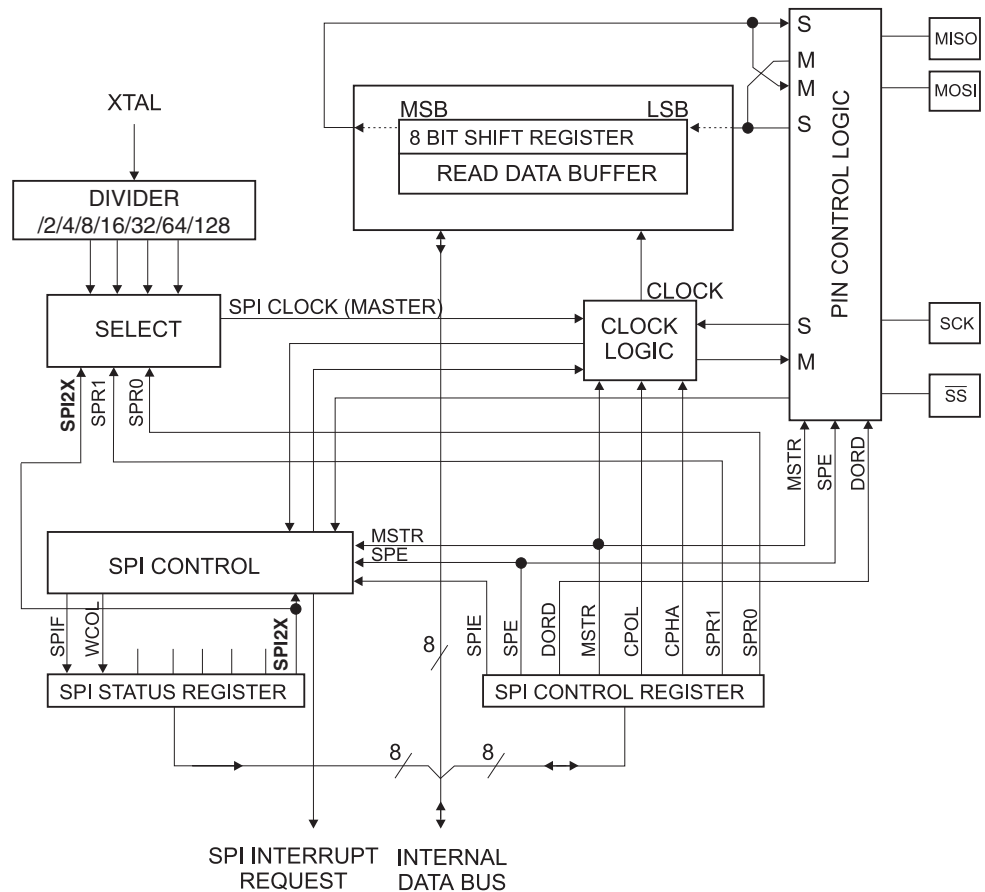 S
MISO
M
M
MOSI
XTAL
MSB
LSB
S
8 BIT SHIFT REGISTER
READ DATA BUFFER
PIN CONTROL LOGIC
DIVIDER
/2/4/8/16/32/64/128
SPI CLOCK (MASTER)
CLOCK
SELECT
CLOCK
LOGIC
S
SCK
M
SPI2X
SPR1
SPR0
SS
MSTR
SPE
DORD
MSTR
SPE
SPI CONTROL
SPIF
WCOL
SPI2X
8
SPIE
SPE
DORD
MSTR
CPOL
CPHA
SPR1
SPR0
SPI STATUS REGISTER
SPI CONTROL REGISTER
8
8
SPI INTERRUPT
REQUEST
INTERNAL
DATA BUS